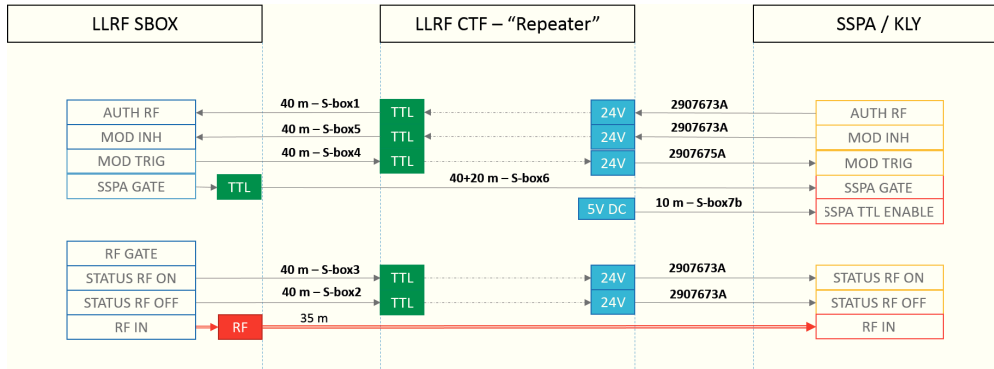 LLRF SBOX
LLRF CTF – “Repeater”
SSPA / KLY
AUTH RF
40 m – S-box1
TTL
24V
2907673A
AUTH RF
MOD INH
40 m – S-box5
TTL
24V
2907673A
MOD INH
MOD TRIG
40 m – S-box4
TTL
24V
2907675A
MOD TRIG
SSPA GATE
TTL
40+20 m – S-box6
SSPA GATE
5V DC
10 m – S-box7b
SSPA TTL ENABLE
RF GATE
STATUS RF ON
40 m – S-box3
TTL
24V
2907673A
STATUS RF ON
STATUS RF OFF
40 m – S-box2
TTL
24V
2907673A
STATUS RF OFF
RF IN
RF
35 m
RF IN